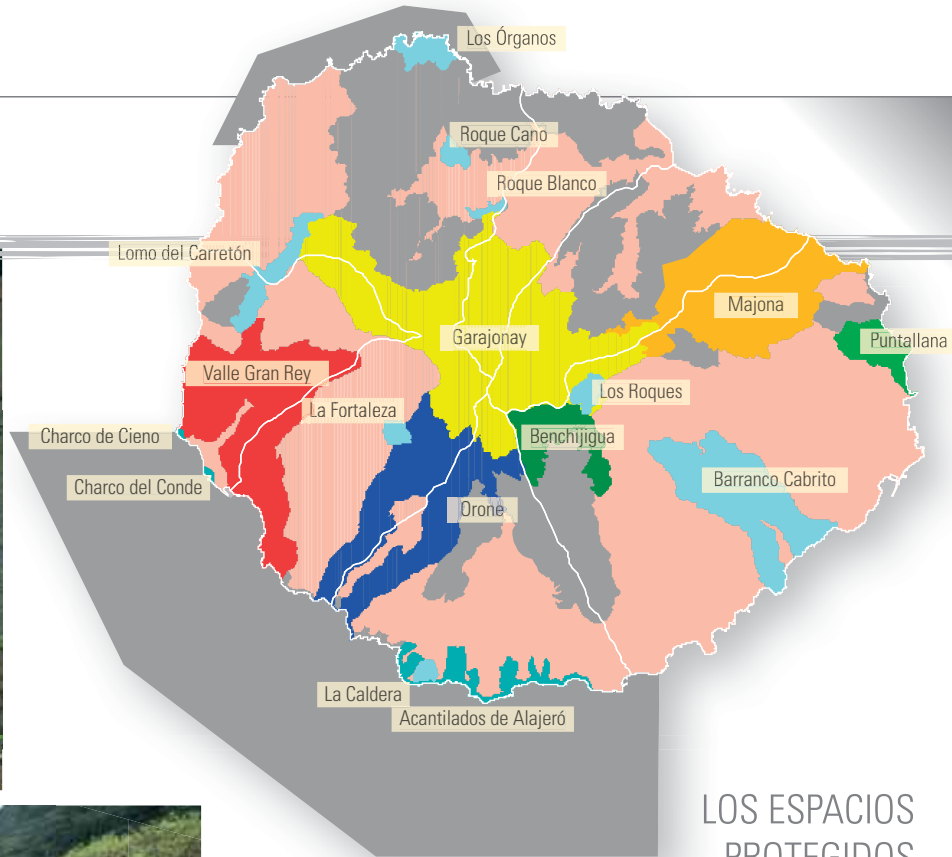 Los Órganos
Roque Cano
Roque Blanco
Lomo del Carretón
Majona
Garajonay
Puntallana
Valle Gran Rey
Los Roques
La Fortaleza
Charco de Cieno
Benchijigua
Barranco Cabrito
Charco del Conde
Orone
La Caldera
Acantilados de Alajeró
LOS ESPACIOS
PROTEGIDOS